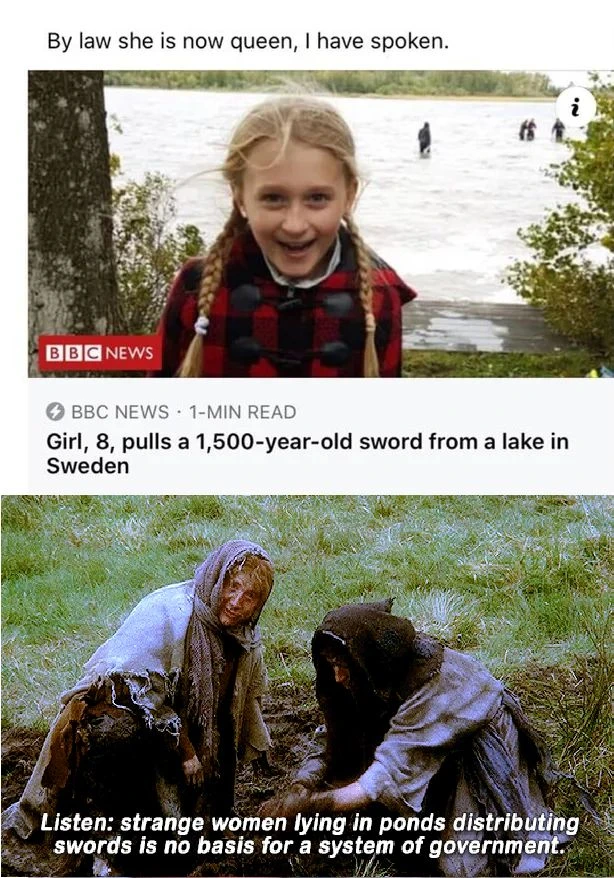 By law she is now queen, I have spoken.
i
BBC NEWS
BBC NEWS · 1-MIN READ
Girl, 8, pulls a 1,500-year-old sword from a lake in
Sweden
Listen: strange women lying in ponds distributing
swords is no basis for a system of government.